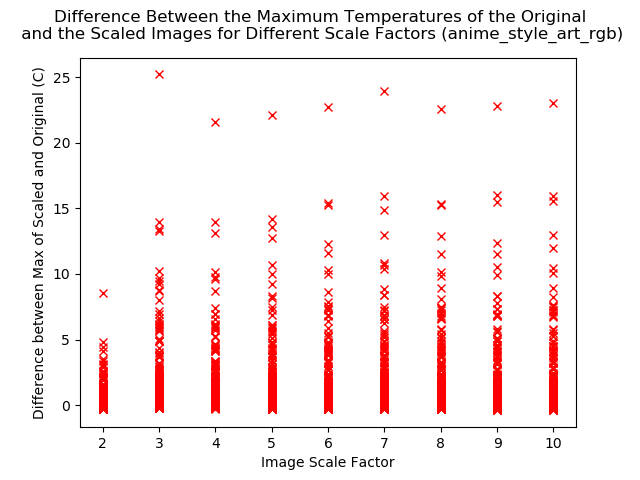 Difference Between the Maximum Temperatures of the Original
and the Scaled Images for Different Scale Factors (anime_style_art_rgb)
Difference between Max of Scaled and Original (C)
25
20
15
10
5
0
2 3 4 5 6 7 8 9 10
Image Scale Factor